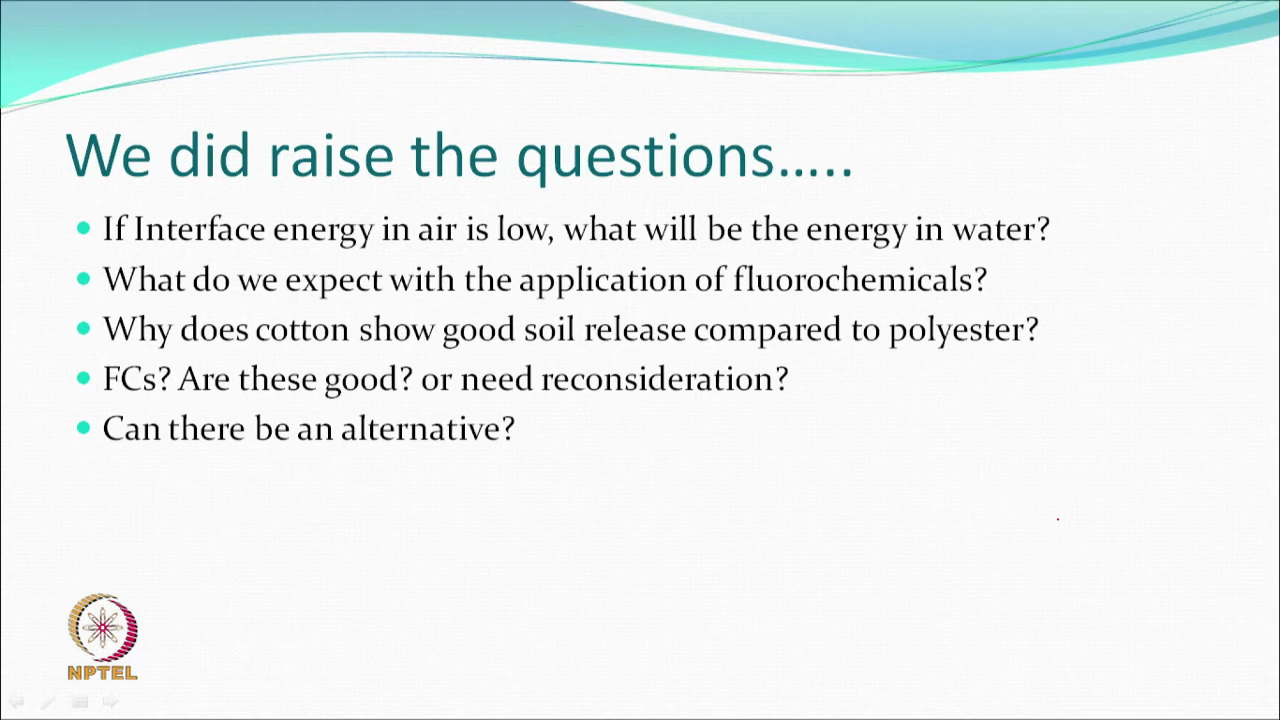 We did raise the questions.....
If Interface energy in air is low, what will be the energy in water?
What do we expect with the application of fluorochemicals?
Why does cotton show good soil release compared to polyester?
FCs? Are these good? or need reconsideration?
Can there be an alternative?
NPTEL